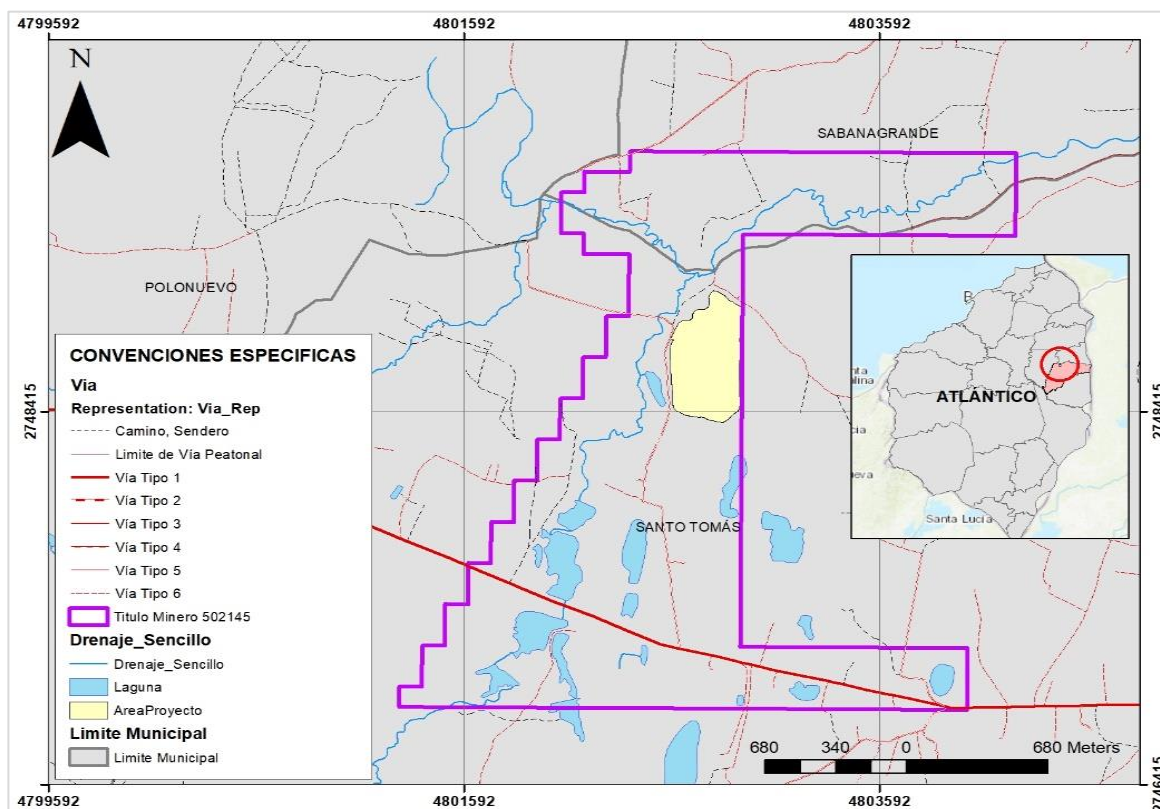 4799592
4801592
4803592
N
SABANAGRANDE
POLONUEVO
2748415
2748415
SANTO TOMÁS
CONVENCIONES ESPECIFICAS
Via
Representation: Via_Rep
Camino, Sendero
Limite de Vía Peatonal
Vía Tipo 1
Vía Tipo 2
Vía Tipo 3
Vía Tipo 4
Vía Tipo 5
Vía Tipo 6
Titulo Minero 502145
Drenaje_Sencillo
Drenaje_Sencillo
Laguna
AreaProyecto
Limite Municipal
Limite Municipal
ATLÁNTICO
Santa Lucía
680 340 0 680 Meters
2746415
4799592
4801592
4803592